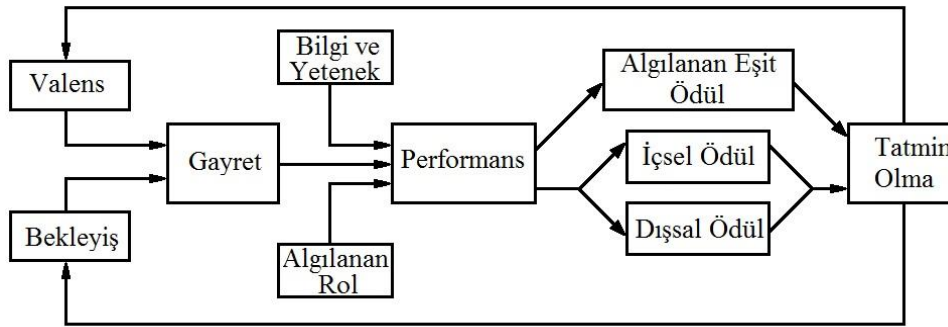 Valens
Bekleyiş
Gayret
Bilgi ve
Yetenek
Algılanan
Rol
Performans
Algılanan Eşit
Ödül
İçsel Ödül
Dışsal Ödül
Tatmin
Olma